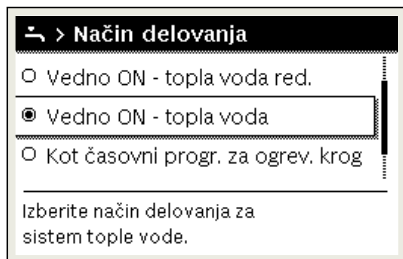 > Način delovanja
Vedno ON - topla voda red.
Vedno ON - topla voda
Kot časovni progr. za ogrev. krog
Izberite način delovanja za
sistem tople vode.